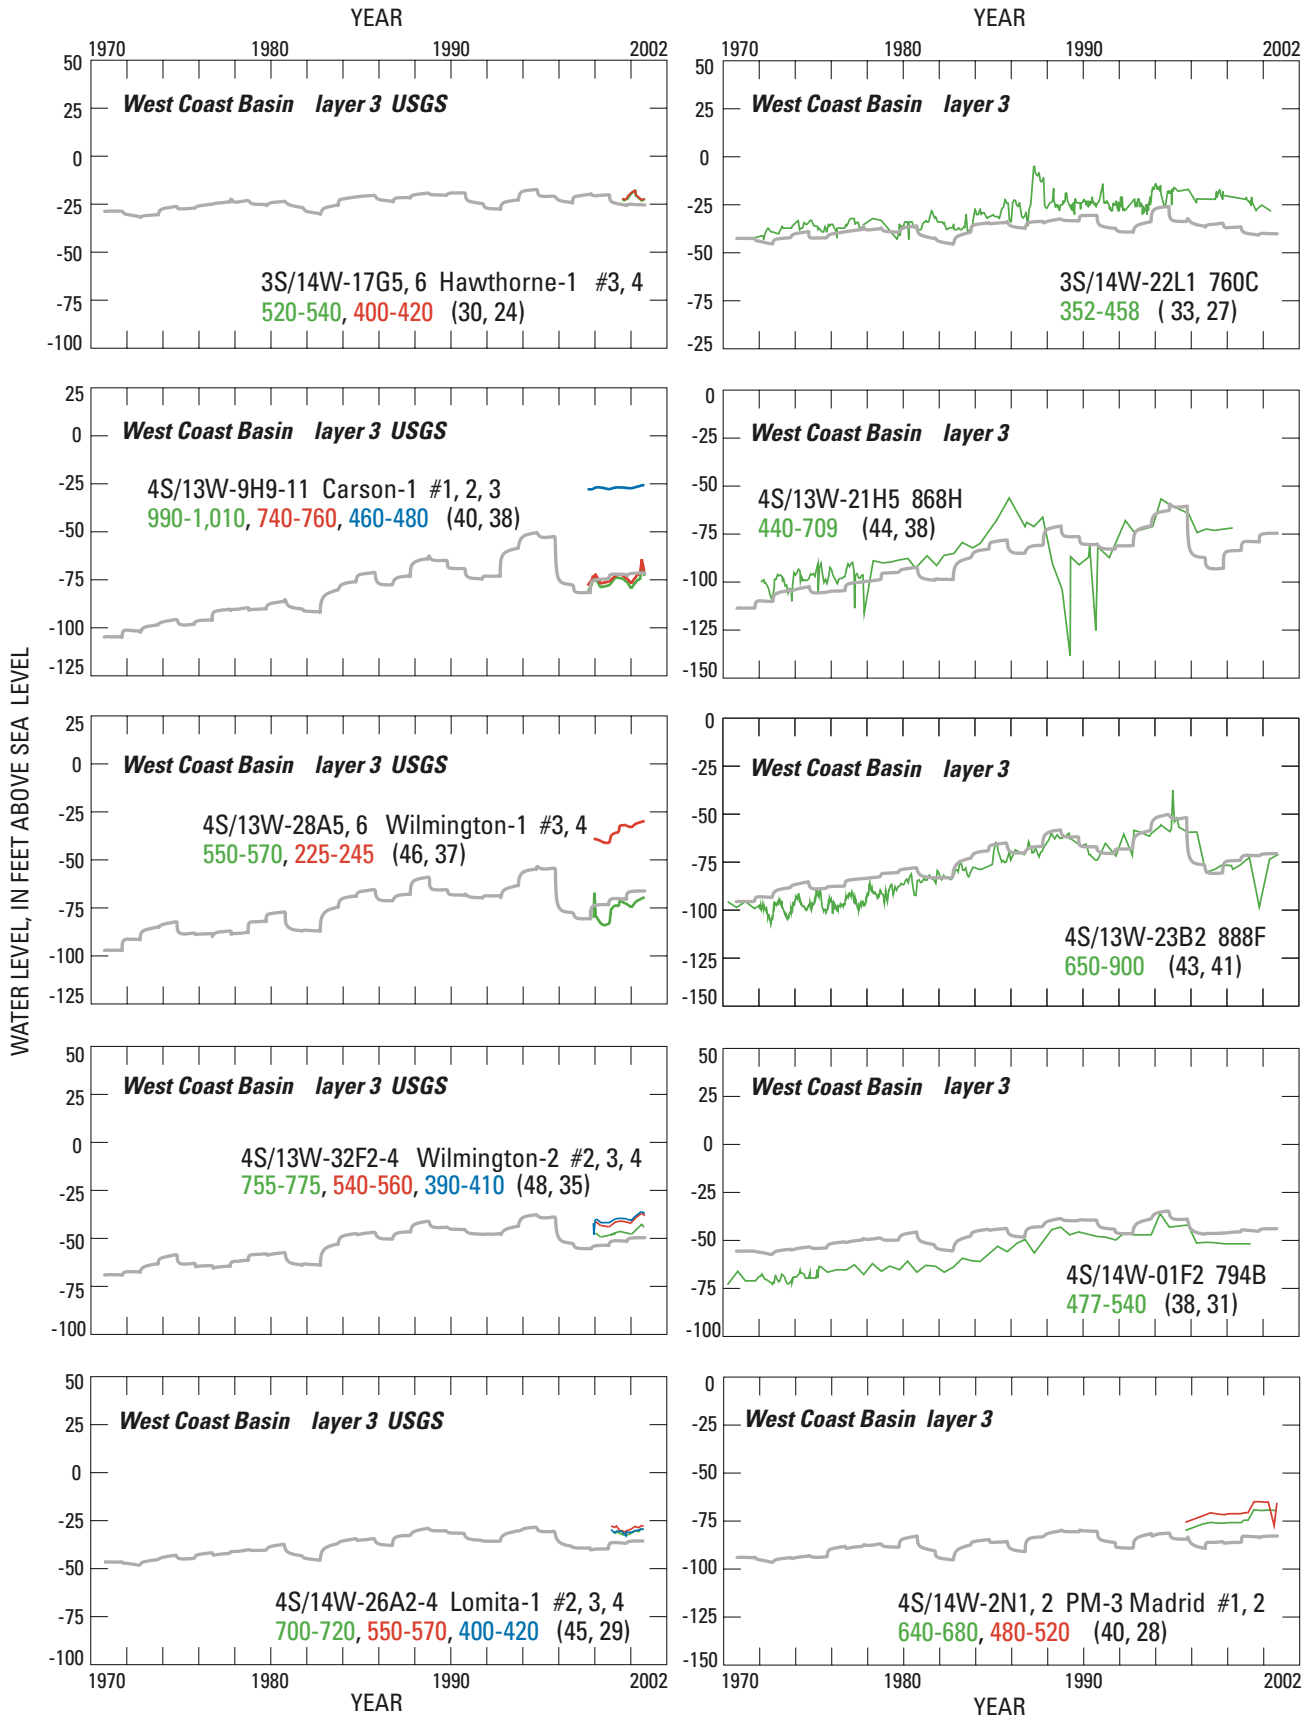 YEAR
1970 1980 1990 2002
50
25
0
-25
-50
-75
-100
West Coast Basin layer 3 USGS
3S/14W-17G5, 6 Hawthorne-1 #3, 4
520-540, 400-420 (30, 24)
YEAR
1970 1980 1990 2002
50
25
0
-25
-50
-75
-25
West Coast Basin layer 3
3S/14W-22L1 760C
352-458 ( 33, 27)
25
0
-25
-50
-75
-100
-125
West Coast Basin layer 3 USGS
4S/13W-9H9-11 Carson-1 #1, 2, 3
990-1,010, 740-760, 460-480 (40, 38)
0
-25
-50
-75
-100
-125
-150
West Coast Basin layer 3
4S/13W-21H5 868H
440-709 (44, 38)
WATER LEVEL, IN FEET ABOVE SEA LEVEL
25
0
-25
-50
-75
-100
-125
West Coast Basin layer 3 USGS
4S/13W-28A5, 6 Wilmington-1 #3, 4
550-570, 225-245 (46, 37)
0
-25
-50
-75
-100
-125
-150
West Coast Basin layer 3
4S/13W-23B2 888F
650-900 (43, 41)
50
25
0
-25
-50
-75
-100
West Coast Basin layer 3 USGS
4S/13W-32F2-4 Wilmington-2 #2, 3, 4
755-775, 540-560, 390-410 (48, 35)
50
25
0
-25
-50
-75
-100
West Coast Basin layer 3
4S/14W-01F2 794B
477-540 (38, 31)
50
25
0
-25
-50
-75
-100
West Coast Basin layer 3 USGS
4S/14W-26A2-4 Lomita-1 #2, 3, 4
700-720, 550-570, 400-420 (45, 29)
1970 1980 1990 2002
YEAR
0
-25
-50
-75
-100
-125
-150
West Coast Basin layer 3
4S/14W-2N1, 2 PM-3 Madrid #1, 2
640-680, 480-520 (40, 28)
1970 1980 1990 2002
YEAR